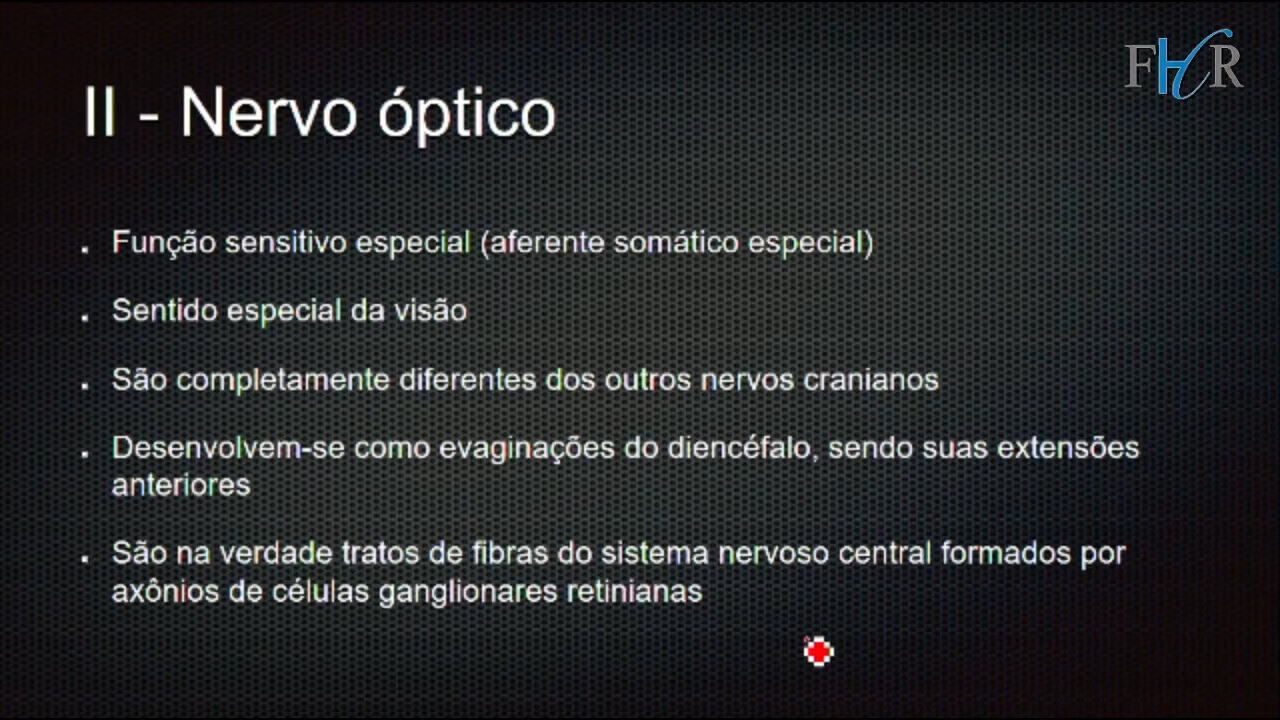 FHR
II - Nervo óptico
. Função sensitivo especial (aferente somático especial)
. Sentido especial da visão
. São completamente diferentes dos outros nervos cranianos
. Desenvolvem-se como evaginações do diencéfalo, sendo suas extensões
anteriores
. São na verdade tratos de fibras do sistema nervoso central formados por
axônios de células ganglionares retinianas